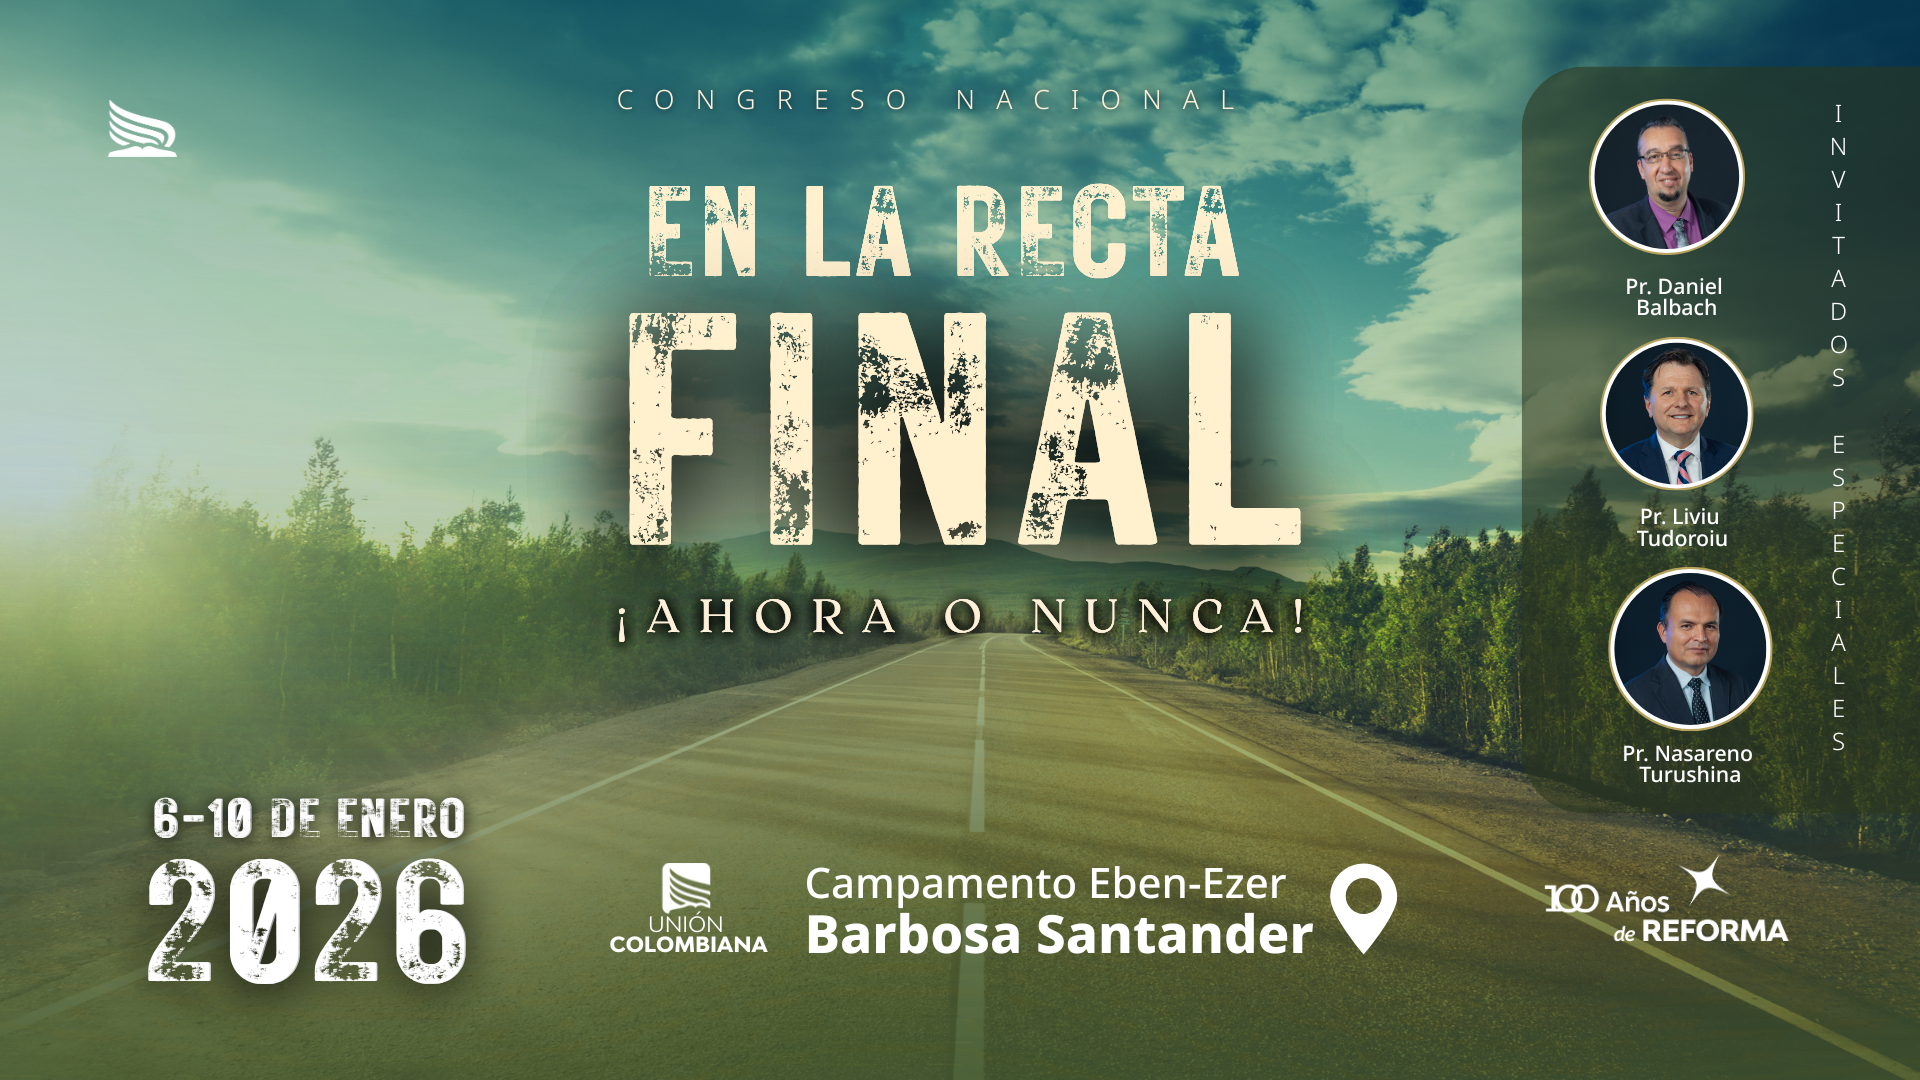 CONGRESO NACIONAL
EN LA RECTA
FINAL
¡AHORA O NUNCA!
INVITADOS ESPECIALES
Pr. Daniel
Balbach
Pr. Liviu
Tudoroiu
Pr. Nasareno
Turushina
6-10 DE ENERO
2026
UNIÓN
COLOMBIANA
Campamento Eben-Ezer
Barbosa Santander
100 Años
de REFORMA